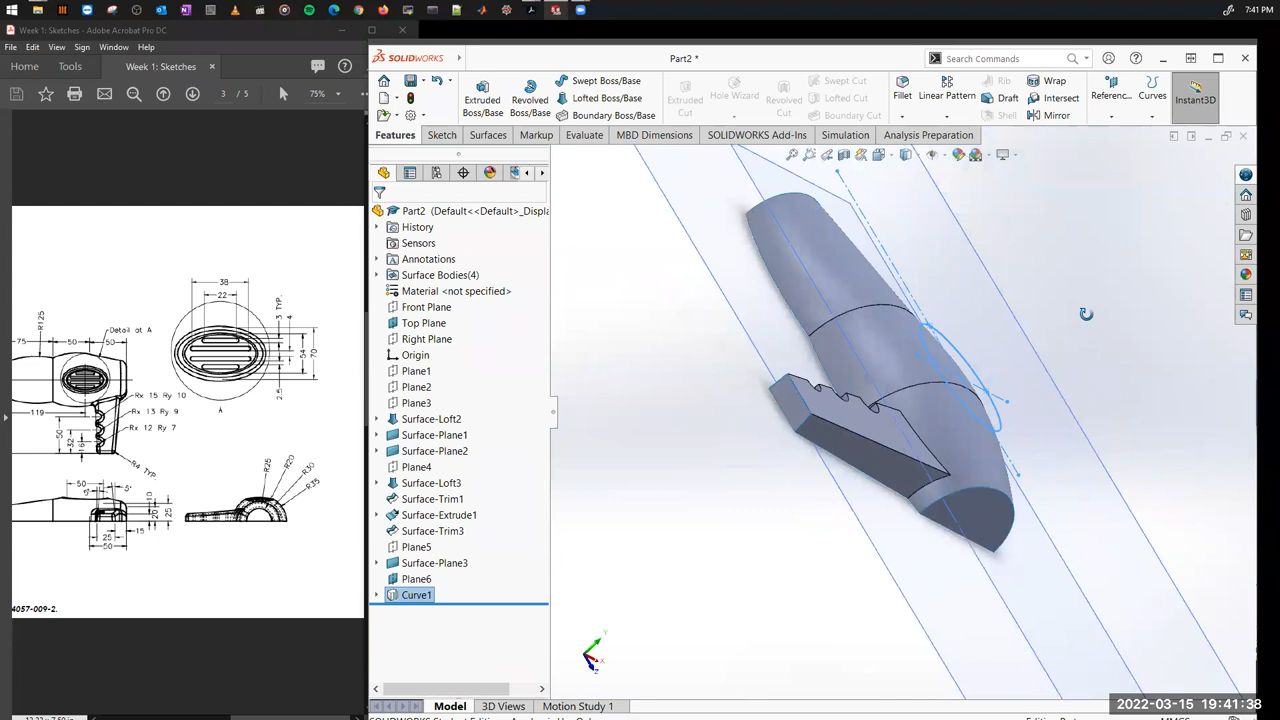 7:41 PM
Week 1: Sketches - Adobe Acrobat Pro DC
File Edit View Sign Window Help
Home Tools Week 1: Sketches
3 / 5 75%
38
22
3 TYP.
4
54
70
2.5
A
R125
Detail at A
75 50 50
Rx 15 Ry 10
Rx 13 Ry 9
Rx 12 Ry 7
119
50
32
16
R4 TYP.
50
5°
5°
10
20
25
15
25
50
R25
R20
R30
R35
4057-009-2.
SOLIDWORKS
Part2 *
Search Commands
Extruded Boss/Base
Revolved Boss/Base
Swept Boss/Base
Lofted Boss/Base
Boundary Boss/Base
Extruded Cut
Hole Wizard
Revolved Cut
Swept Cut
Lofted Cut
Boundary Cut
Fillet
Linear Pattern
Rib
Draft
Shell
Wrap
Intersect
Mirror
Referenc...
Curves
Instant3D
Features Sketch Surfaces Markup Evaluate MBD Dimensions SOLIDWORKS Add-Ins Simulation Analysis Preparation
Part2 (Default<<Default>_Displa
History
Sensors
Annotations
Surface Bodies(4)
Material <not specified>
Front Plane
Top Plane
Right Plane
Origin
Plane1
Plane2
Plane3
Surface-Loft2
Surface-Plane1
Surface-Plane2
Plane4
Surface-Loft3
Surface-Trim1
Surface-Extrude1
Surface-Trim3
Plane5
Surface-Plane3
Plane6
Curve1
Y
X
Z
Model 3D Views Motion Study 1
2022-03-15 19:41:38